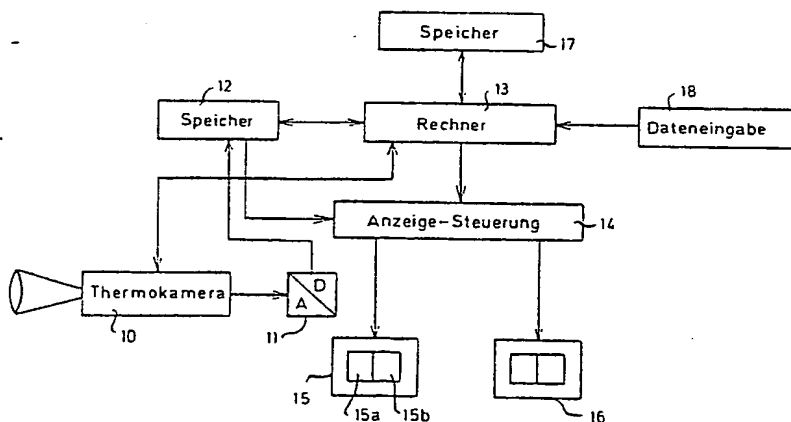 Speicher
17
12
13
18
Speicher
Rechner
Dateneingabe
Anzeige-Steuerung
14
Thermokamera
D
A
10
11
15
15a
15b
16